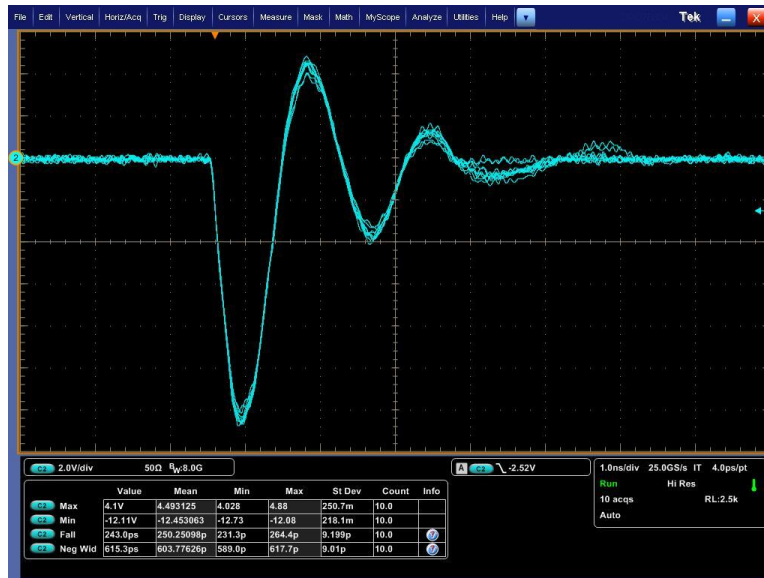 File Edit Vertical Horiz/Acq Trig Display Cursors Measure Mask Math MyScope Analyze Utilities Help Tek X
2
C2 2.0V/div 50Ω BW:8.0G
A C2 -2.52V
1.0ns/div 25.0GS/s IT 4.0ps/pt
Run Hi Res
10 acqs RL:2.5k
Auto
Value Mean Min Max St Dev Count Info
C2 Max 4.1V 4.493125 4.028 4.88 250.7m 10.0
C2 Min -12.11V -12.453063 -12.73 -12.08 218.1m 10.0
C2 Fall 243.0ps 250.25098p 231.3p 264.4p 9.199p 10.0
C2 Neg Wid 615.3ps 603.77626p 589.0p 617.7p 9.01p 10.0